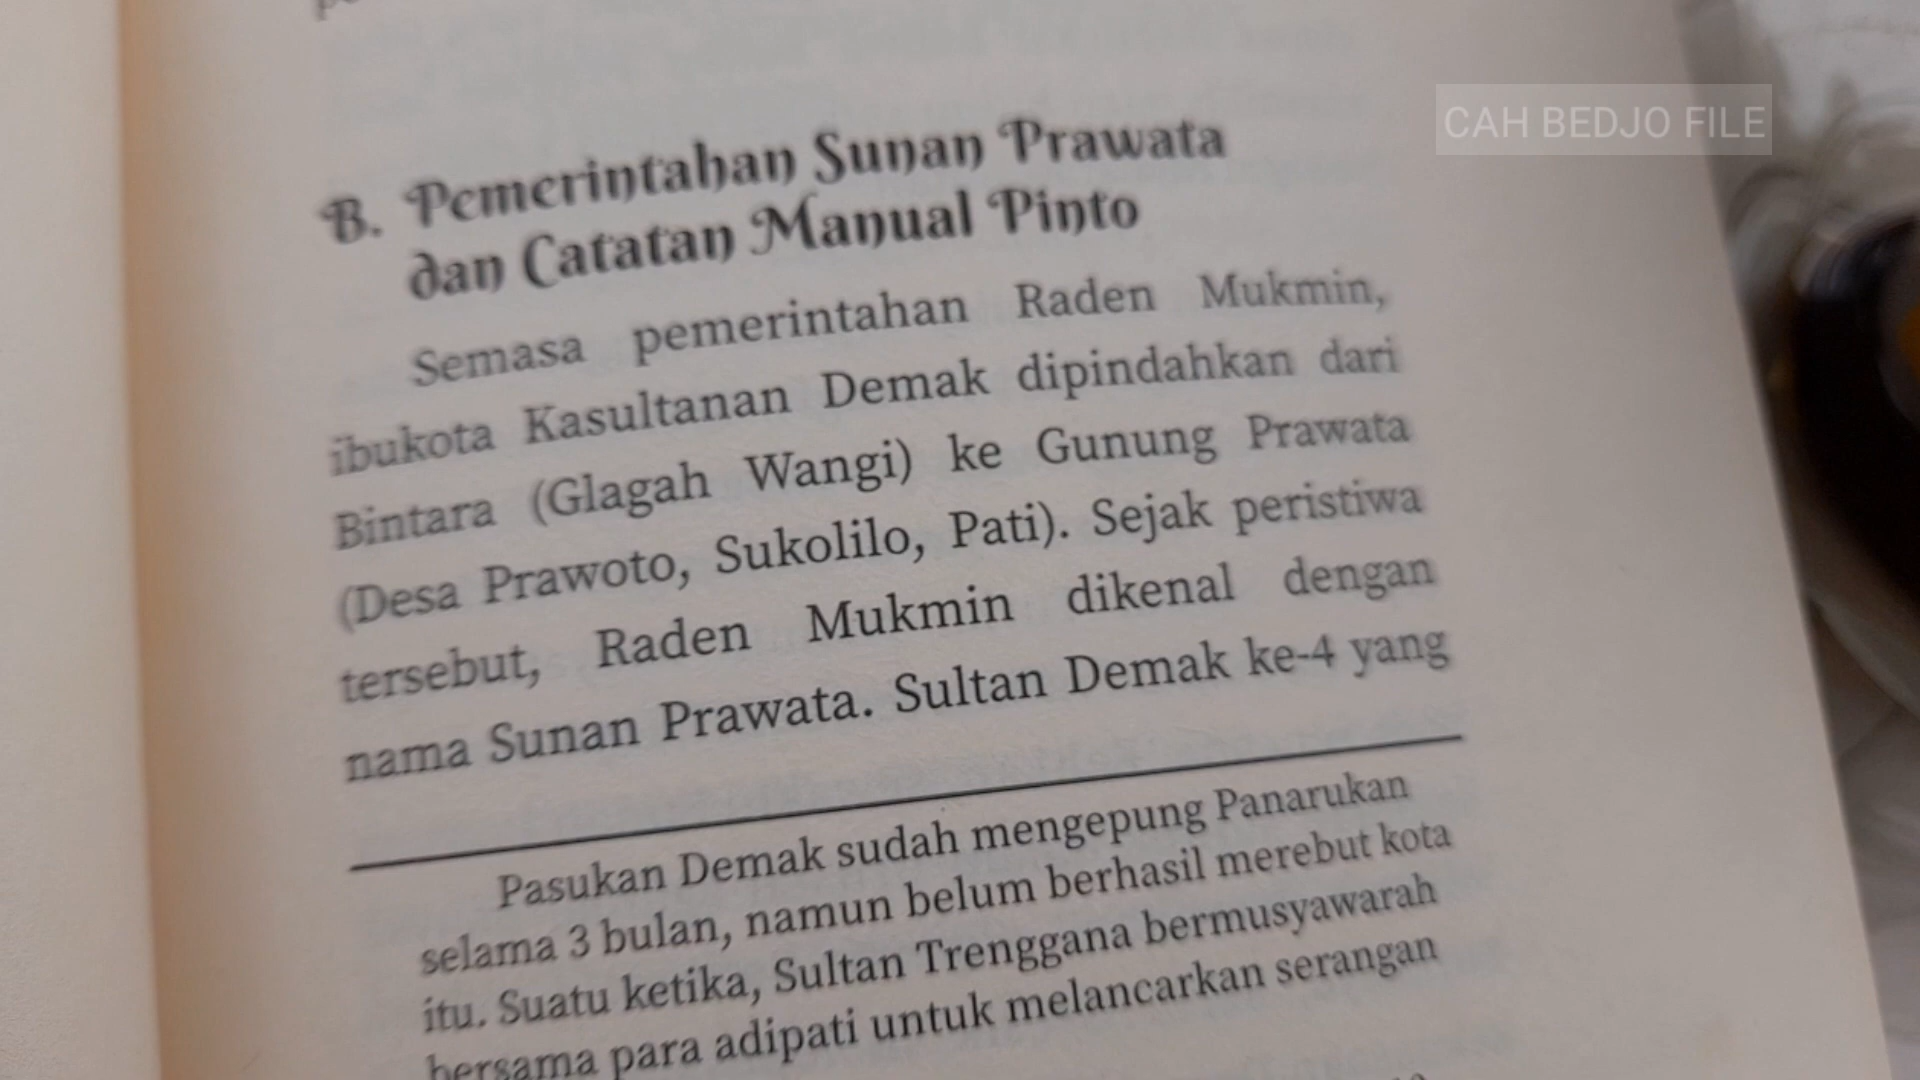 CAH BEDJO FILE
B. Pemerintahan Sunan Prawata
dan Catatan Manual Pinto
Semasa pemerintahan Raden Mukmin,
ibukota Kasultanan Demak dipindahkan dari
Bintara (Glagah Wangi) ke Gunung Prawata
(Desa Prawoto, Sukolilo, Pati). Sejak peristiwa
tersebut, Raden Mukmin dikenal dengan
nama Sunan Prawata. Sultan Demak ke-4 yang
Pasukan Demak sudah mengepung Panarukan
selama 3 bulan, namun belum berhasil merebut kota
itu. Suatu ketika, Sultan Trenggana bermusyawarah
bersama para adipati untuk melancarkan serangan